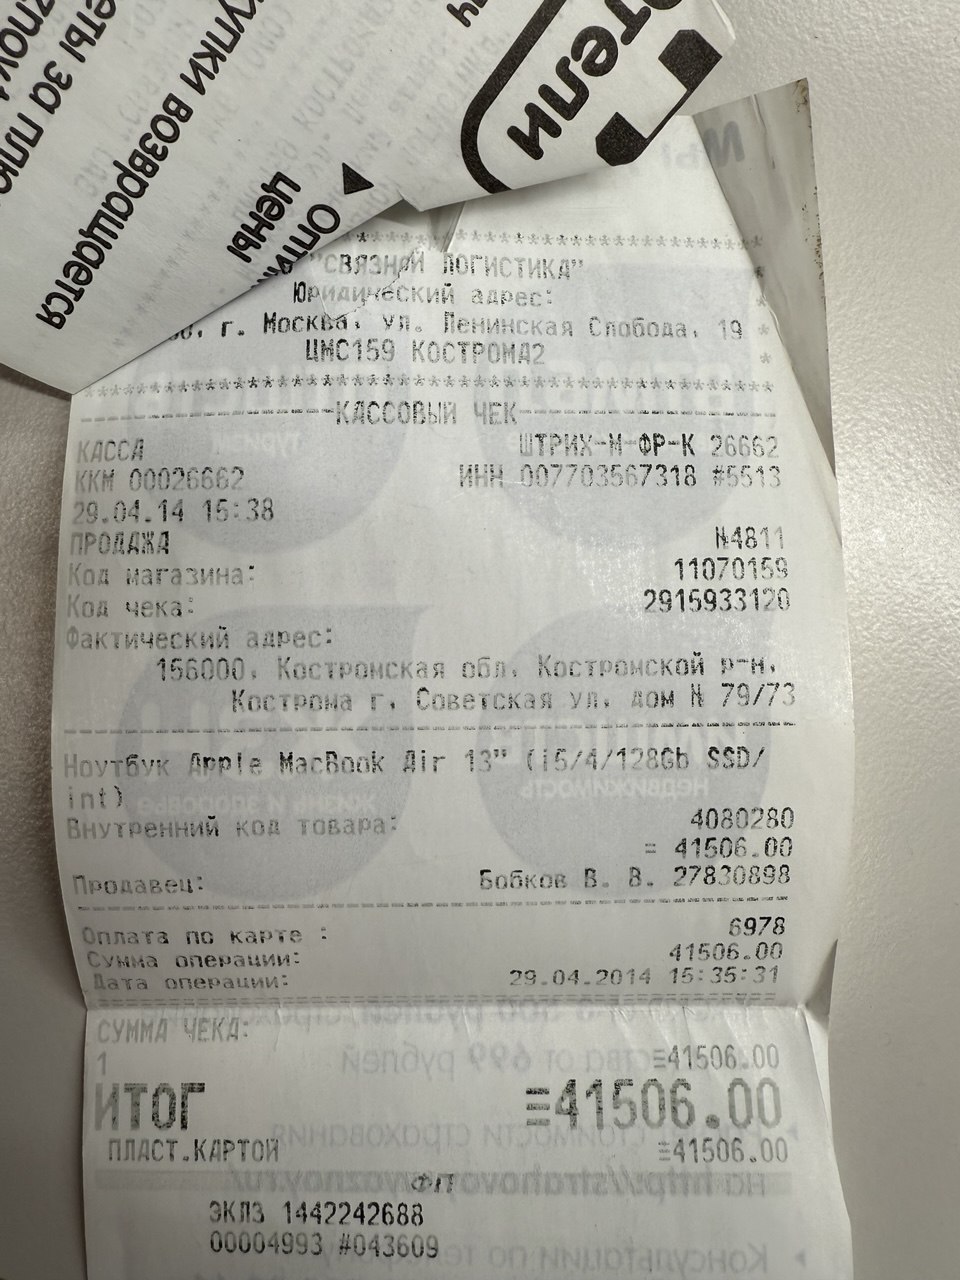 купки возвращается
цены
тели
************************************
"СВЯЗНОЙ ЛОГИСТИКА"
Юридический адрес:
г. Москва, ул. Ленинская Слобода, 19 *
ЦМС159 КОСТРОМА2 *
************************************
КАССОВЫЙ ЧЕК
КАССА ШТРИХ-М-ФР-К 26662
ККМ 00026662 ИНН 007703567318 #5513
29.04.14 15:38
ПРОДАЖА №4811
Код магазина: 11070159
Код чека: 2915933120
Фактический адрес:
156000, Костромская обл, Костромской р-н,
Кострома г, Советская ул, дом N 79/73
Ноутбук Apple MacBook Air 13" (i5/4/128Gb SSD/
int)
Внутренний код товара: 4080280
= 41506.00
Продавец: Бобков В. В. 27830898
Оплата по карте : 6978
Сумма операции: 41506.00
Дата операции: 29.04.2014 15:35:31
СУММА ЧЕКА:
1 ≡41506.00
ИТОГ ≡41506.00
ПЛАСТ.КАРТОЙ ≡41506.00
ФП
ЭКЛЗ 1442242688
00004993 #043609